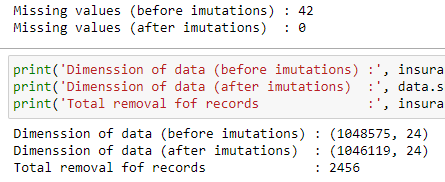 Missing values (before imutations) : 42
Missing values (after imutations)  : 0
print('Dimenssion of data (before imutations) :', insura
print('Dimenssion of data (after imutations)  :', data.s
print('Total removal fof records               :', insura
Dimenssion of data (before imutations) : (1048575, 24)
Dimenssion of data (after imutations)  : (1046119, 24)
Total removal fof records              : 2456